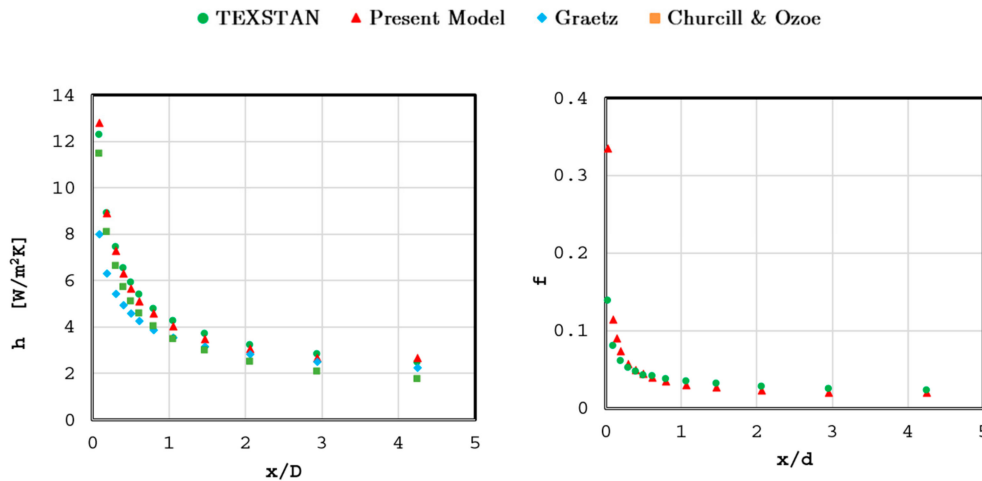 TEXSTAN Present Model Graetz Churcill & Ozoe
14
12
10
8
6
4
2
0
h [W/m²K]
0 1 2 3 4 5
x/D
0.4
0.3
0.2
0.1
0
f
0 1 2 3 4 5
x/d